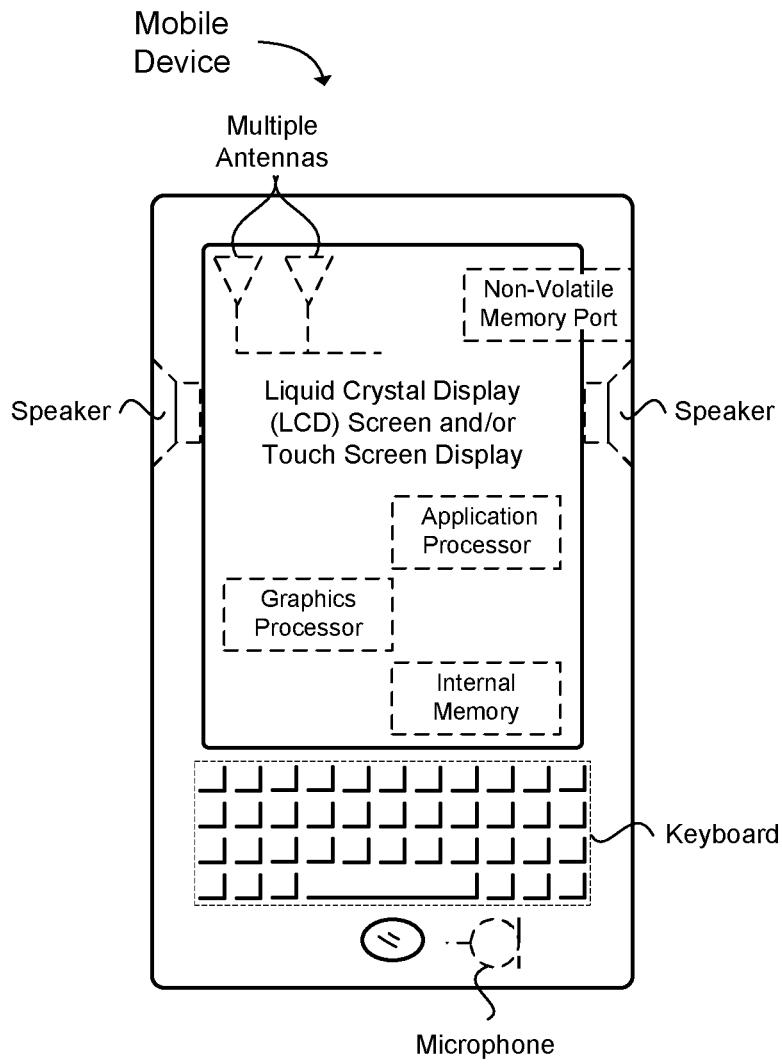 Mobile
Device
Multiple
Antennas
Non-Volatile
Memory Port
Speaker
Liquid Crystal Display
(LCD) Screen and/or
Touch Screen Display
Speaker
Application
Processor
Graphics
Processor
Internal
Memory
Keyboard
Microphone